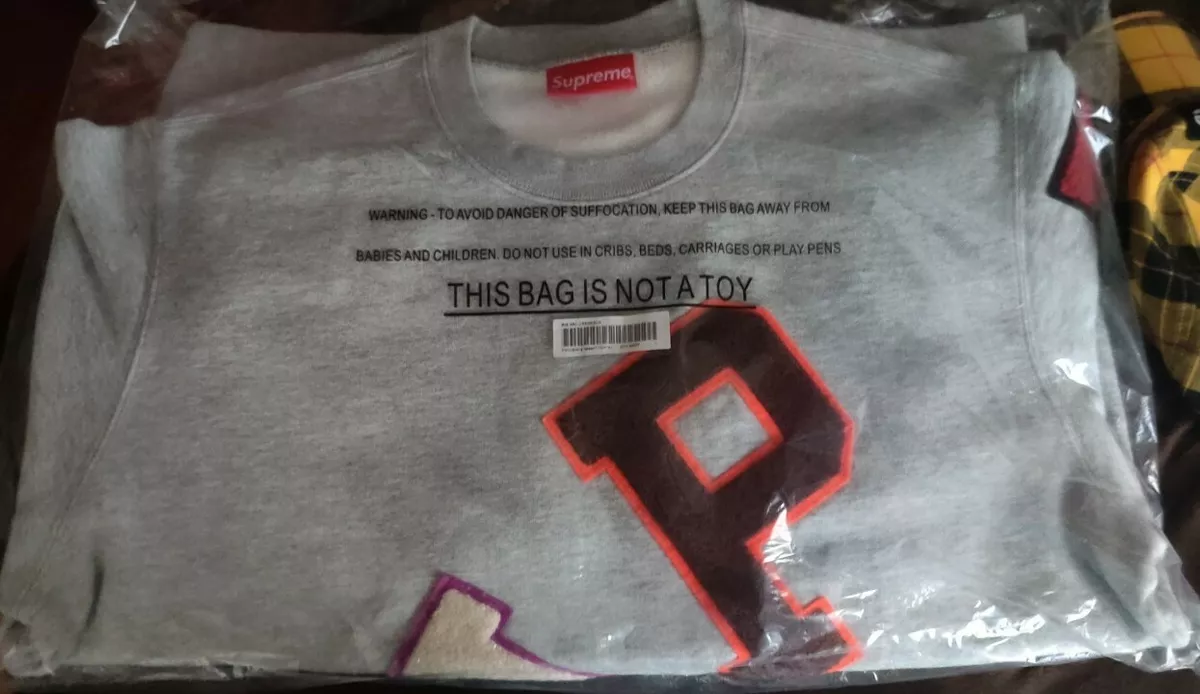 Supreme
WARNING - TO AVOID DANGER OF SUFFOCATION, KEEP THIS BAG AWAY FROM
BABIES AND CHILDREN. DO NOT USE IN CRIBS, BEDS, CARRIAGES OR PLAY PENS
THIS BAG IS NOT A TOY
P